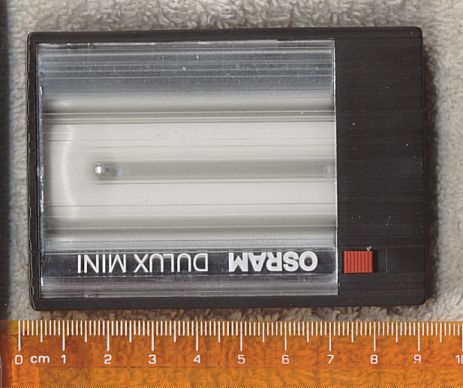 OSRAM DULUX MINI
0 cm 1 2 3 4 5 6 7 8 9 10